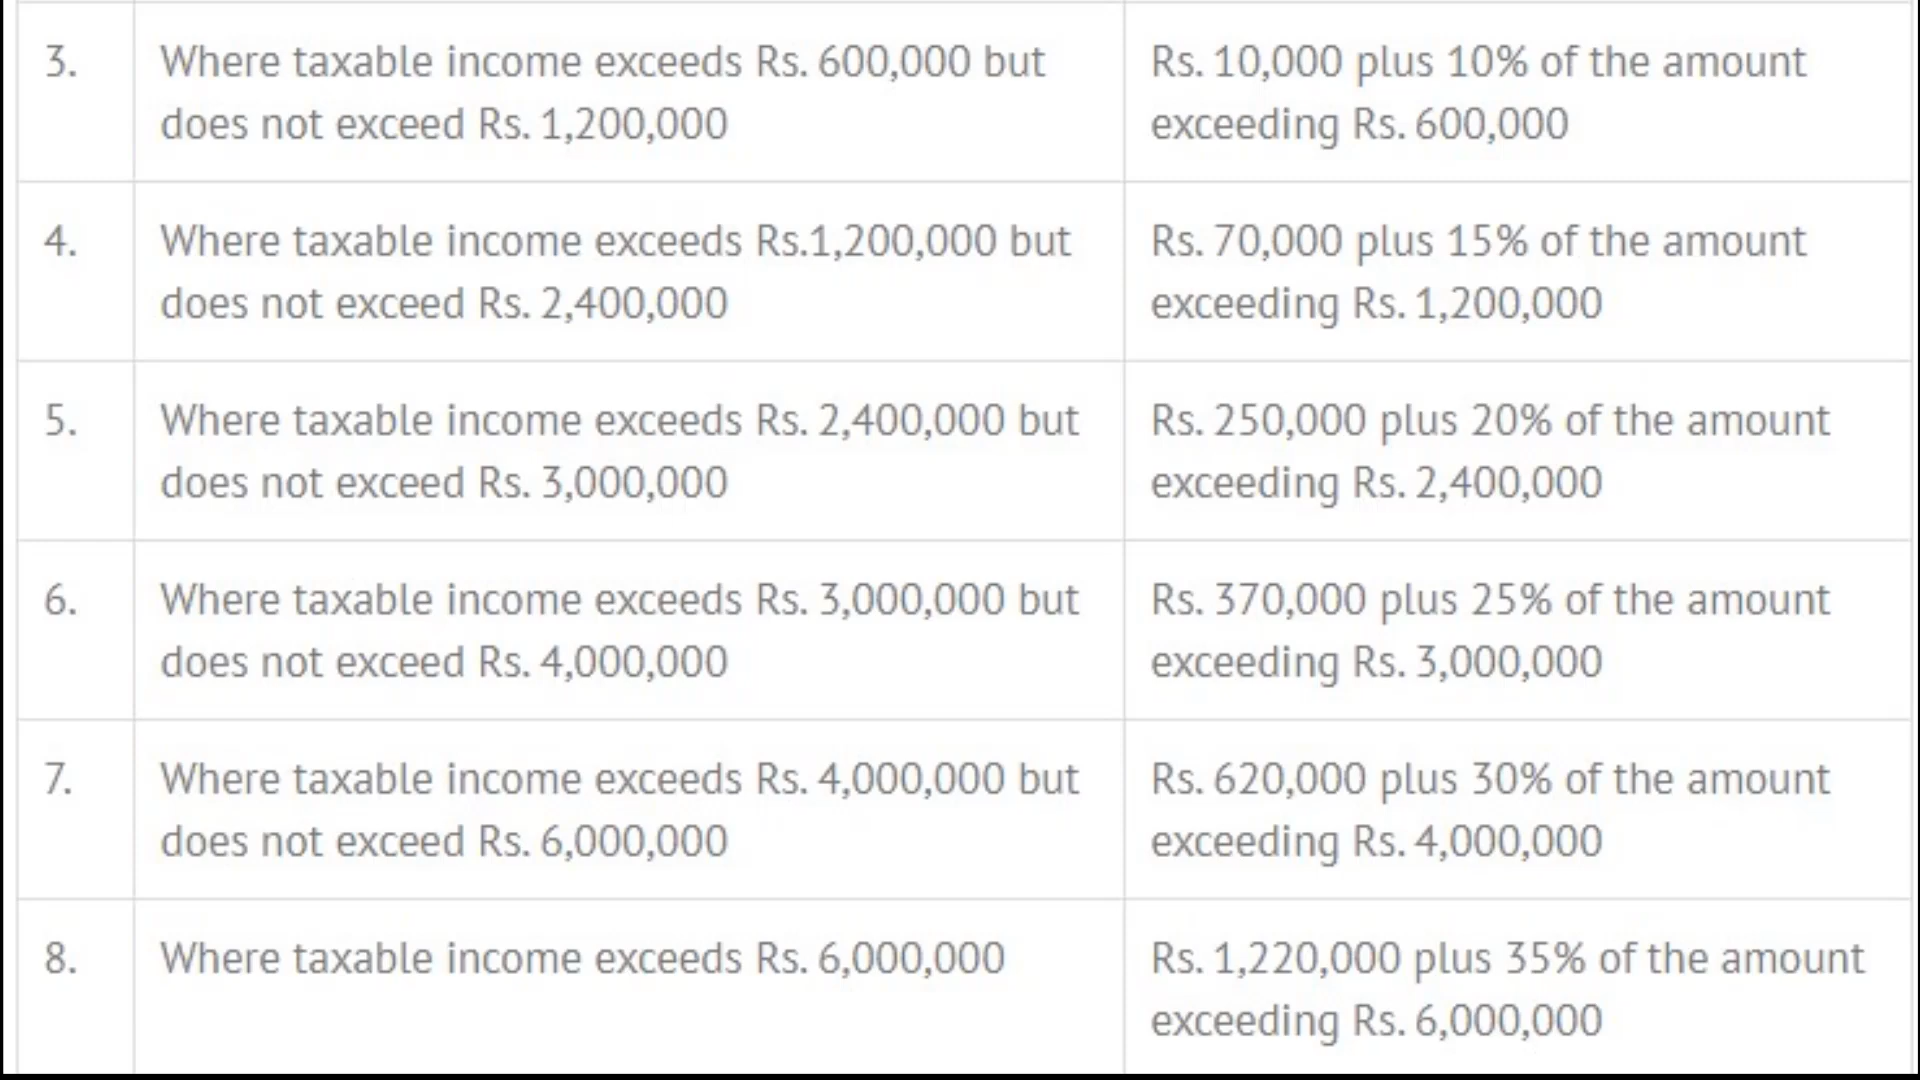 3.
Where taxable income exceeds Rs. 600,000 but
does not exceed Rs. 1,200,000
Rs. 10,000 plus 10% of the amount
exceeding Rs. 600,000
4.
Where taxable income exceeds Rs.1,200,000 but
does not exceed Rs. 2,400,000
Rs. 70,000 plus 15% of the amount
exceeding Rs. 1,200,000
5.
Where taxable income exceeds Rs. 2,400,000 but
does not exceed Rs. 3,000,000
Rs. 250,000 plus 20% of the amount
exceeding Rs. 2,400,000
6.
Where taxable income exceeds Rs. 3,000,000 but
does not exceed Rs. 4,000,000
Rs. 370,000 plus 25% of the amount
exceeding Rs. 3,000,000
7.
Where taxable income exceeds Rs. 4,000,000 but
does not exceed Rs. 6,000,000
Rs. 620,000 plus 30% of the amount
exceeding Rs. 4,000,000
8.
Where taxable income exceeds Rs. 6,000,000
Rs. 1,220,000 plus 35% of the amount
exceeding Rs. 6,000,000